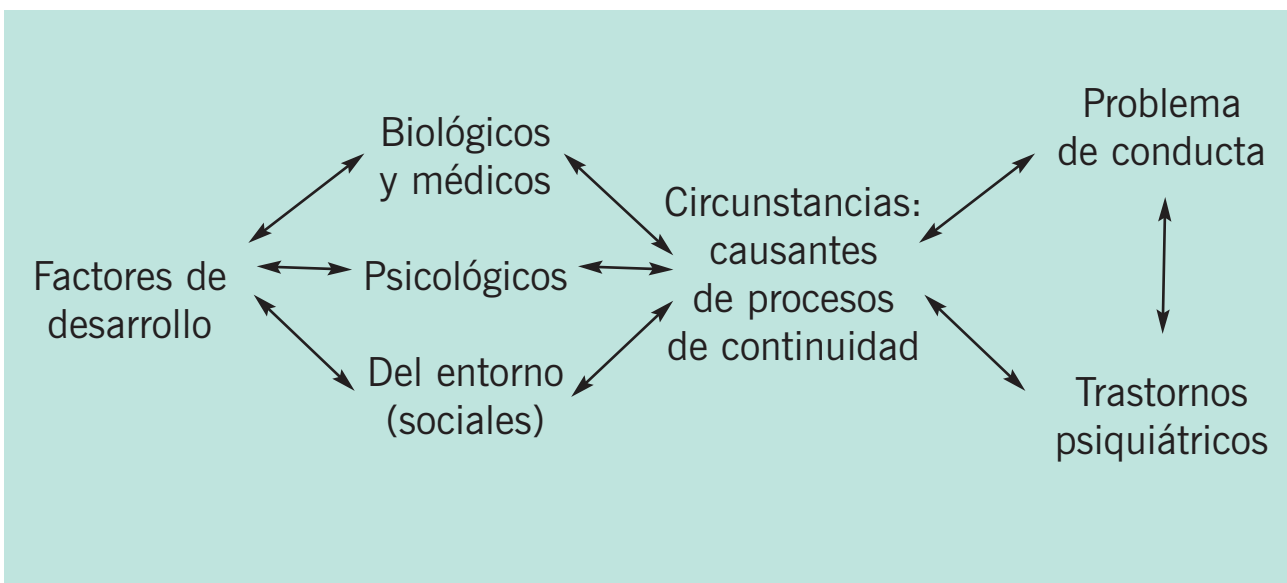 Factores de
desarrollo
Biológicos
y médicos
Psicológicos
Del entorno
(sociales)
Circunstancias:
causantes
de procesos
de continuidad
Problema
de conducta
Trastornos
psiquiátricos